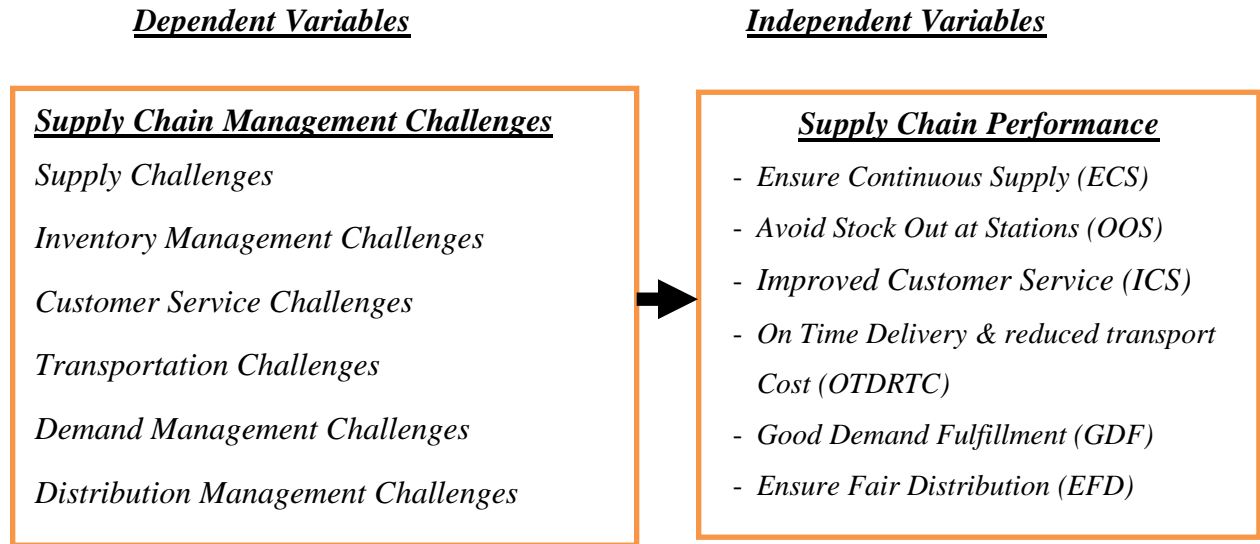 Dependent Variables
Independent Variables
Supply Chain Management Challenges
Supply Challenges
Inventory Management Challenges
Customer Service Challenges
Transportation Challenges
Demand Management Challenges
Distribution Management Challenges
Supply Chain Performance
- Ensure Continuous Supply (ECS)
- Avoid Stock Out at Stations (OOS)
- Improved Customer Service (ICS)
- On Time Delivery & reduced transport
Cost (OTDRTC)
- Good Demand Fulfillment (GDF)
- Ensure Fair Distribution (EFD)